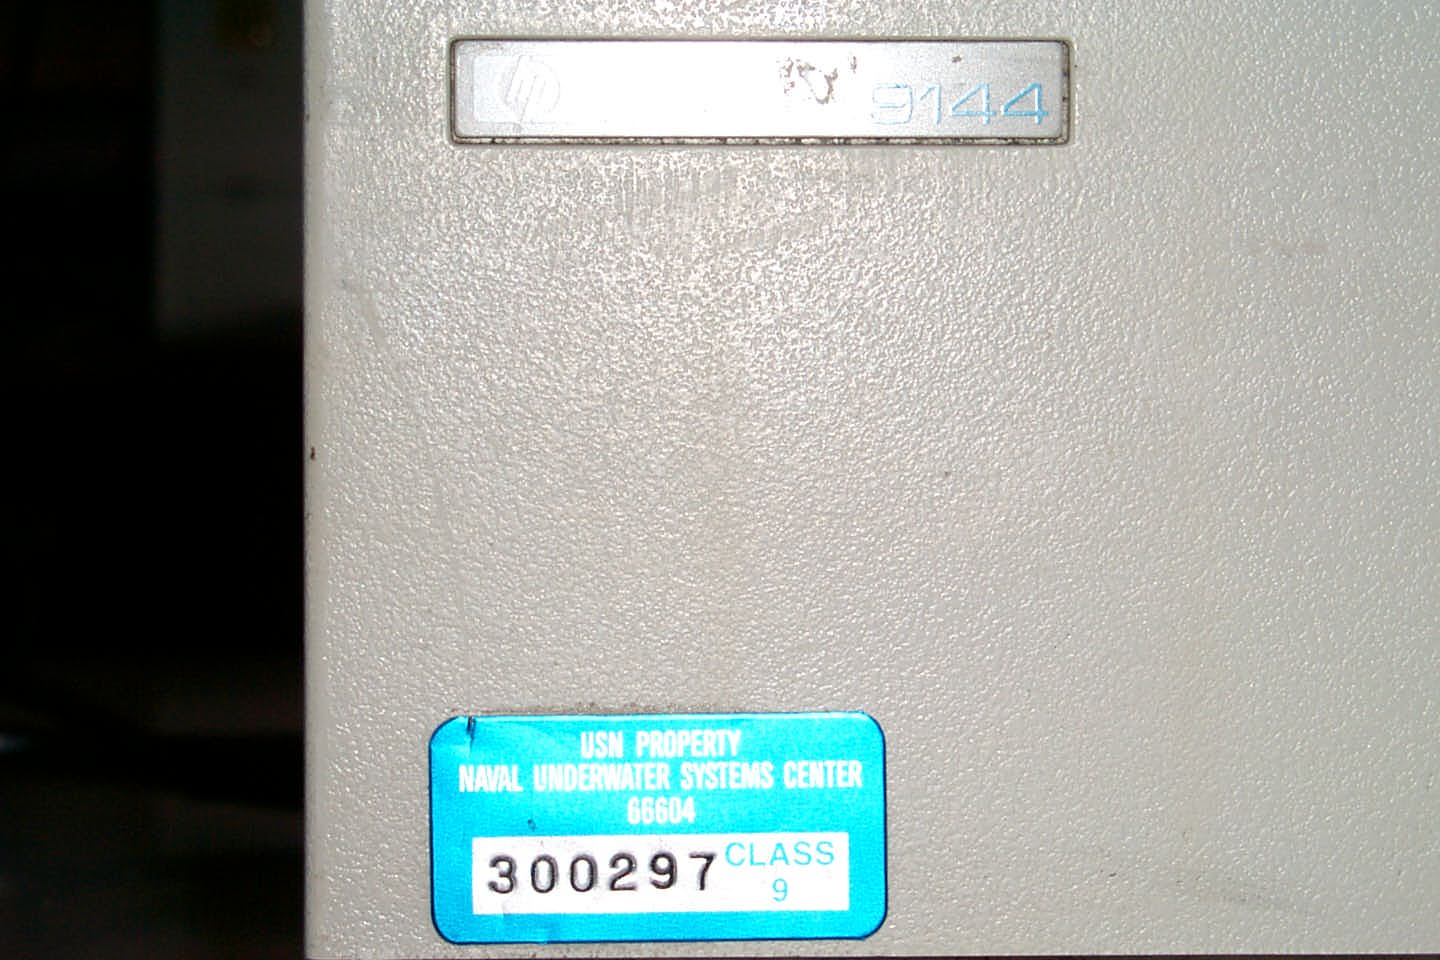 hp 9144
USN PROPERTY
NAVAL UNDERWATER SYSTEMS CENTER
66604
300297 CLASS
9